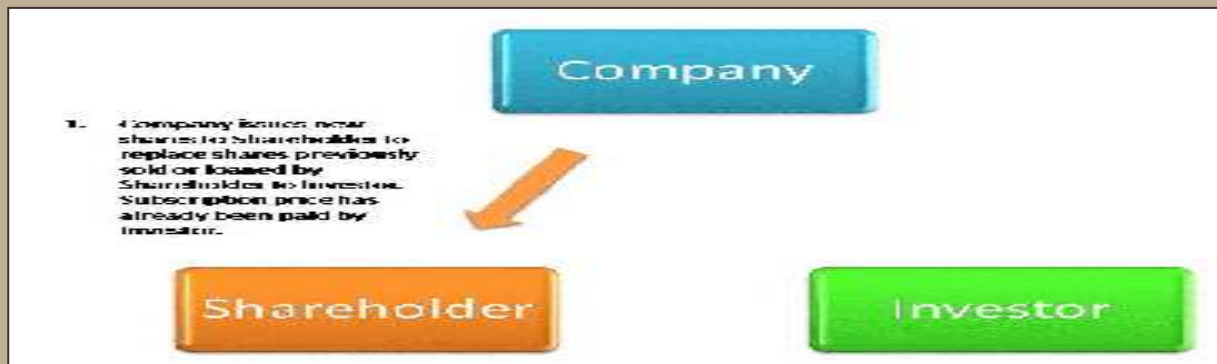 Company
1. Company issues new
shares to Shareholder to
replace shares previously
sold or loaned by
Shareholder to Investor.
Subscription price has
already been paid by
Investor.
Shareholder
Investor